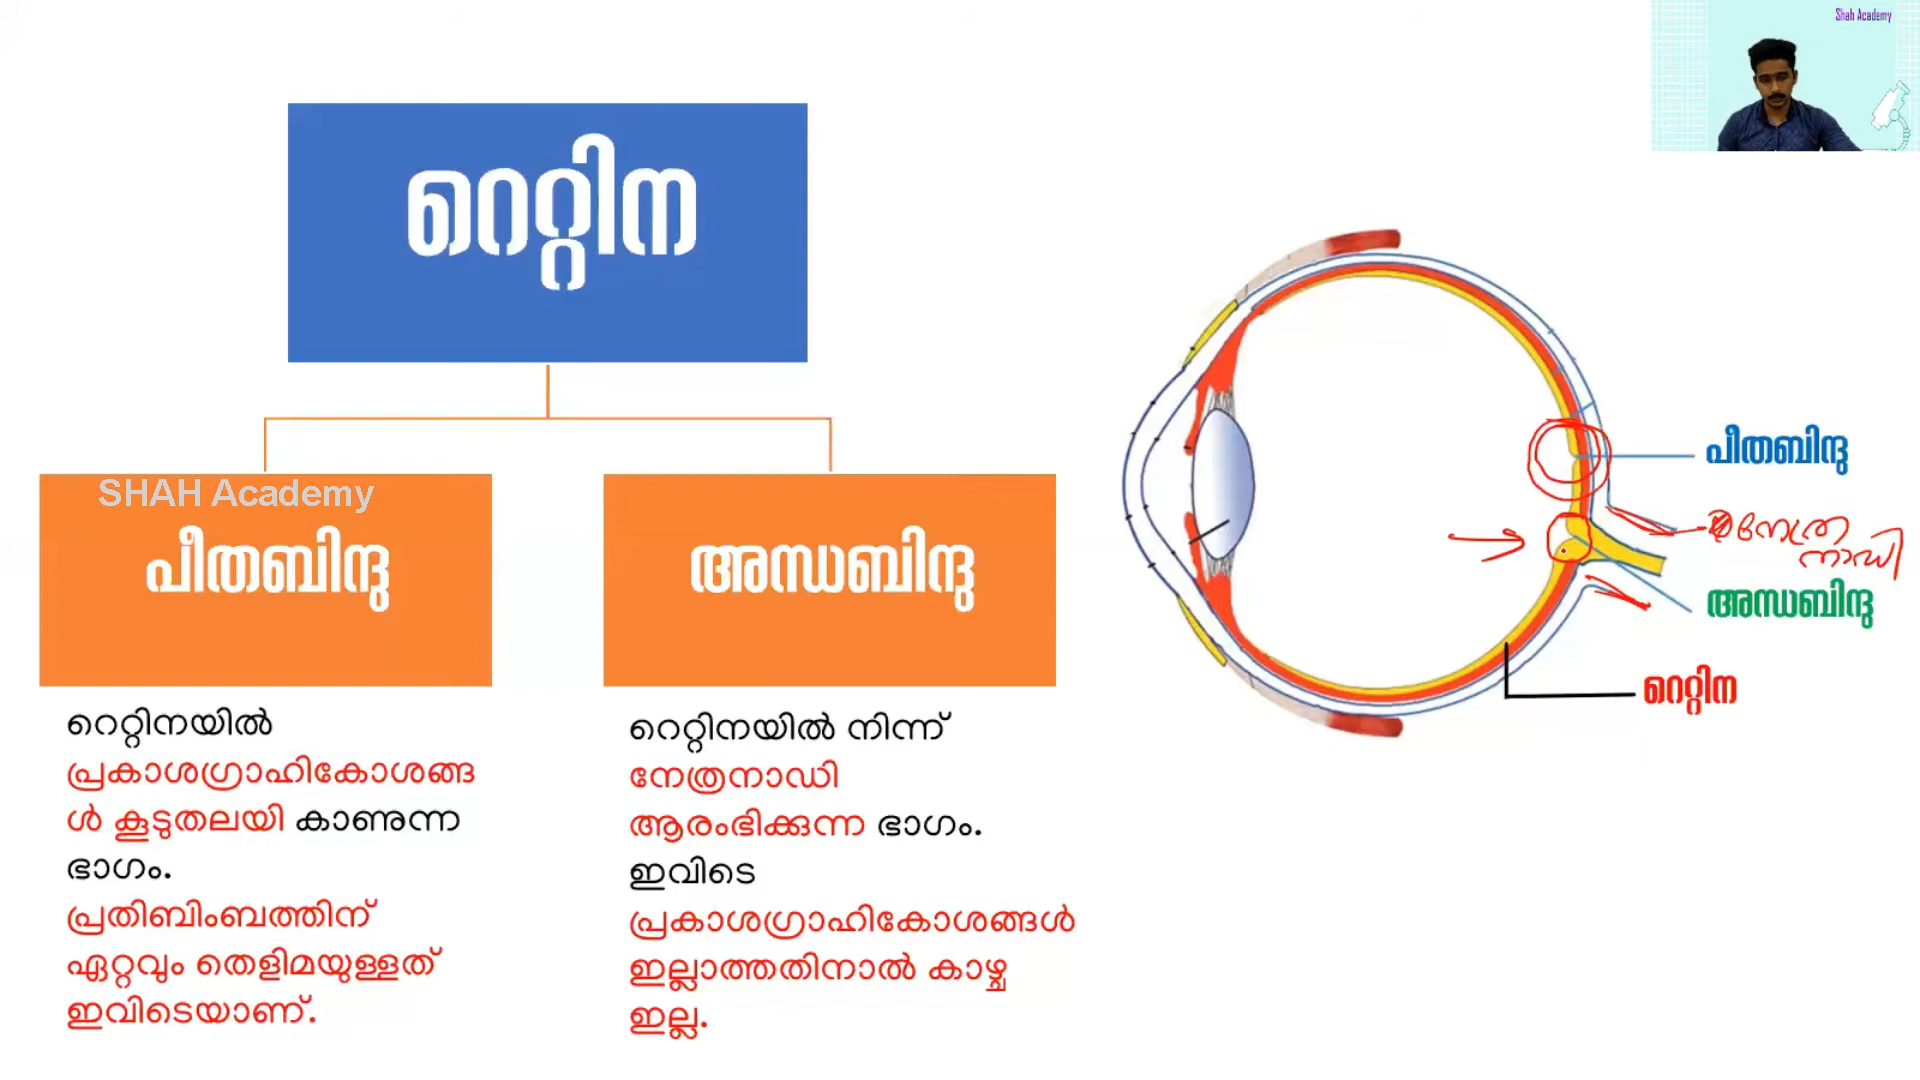 Shah Academy
റെറ്റിന
SHAH Academy
പീതബിന്ദു
അന്ധബിന്ദു
റെറ്റിനയിൽ
പ്രകാശഗ്രാഹികോശങ്ങ
ൾ കൂടുതലയി കാണുന്ന
ഭാഗം.
പ്രതിബിംബത്തിന്
ഏറ്റവും തെളിമയുള്ളത്
ഇവിടെയാണ്.
റെറ്റിനയിൽ നിന്ന്
നേത്രനാഡി
ആരംഭിക്കുന്ന ഭാഗം.
ഇവിടെ
പ്രകാശഗ്രാഹികോശങ്ങൾ
ഇല്ലാത്തതിനാൽ കാഴ്ച
ഇല്ല.
പീതബിന്ദു
നേത്ര
നാഡി
അന്ധബിന്ദു
റെറ്റിന